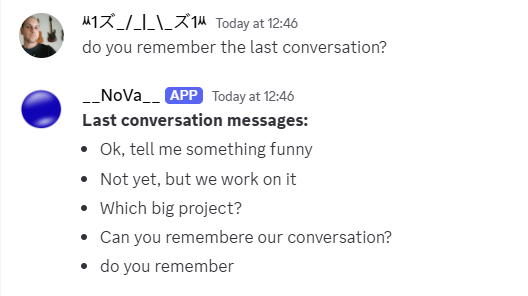 ꐕ1ズ_/_|_\_ズ1ꐕ Today at 12:46
do you remember the last conversation?
__NoVa__ APP Today at 12:46
Last conversation messages:
• Ok, tell me something funny
• Not yet, but we work on it
• Which big project?
• Can you remembere our conversation?
• do you remember